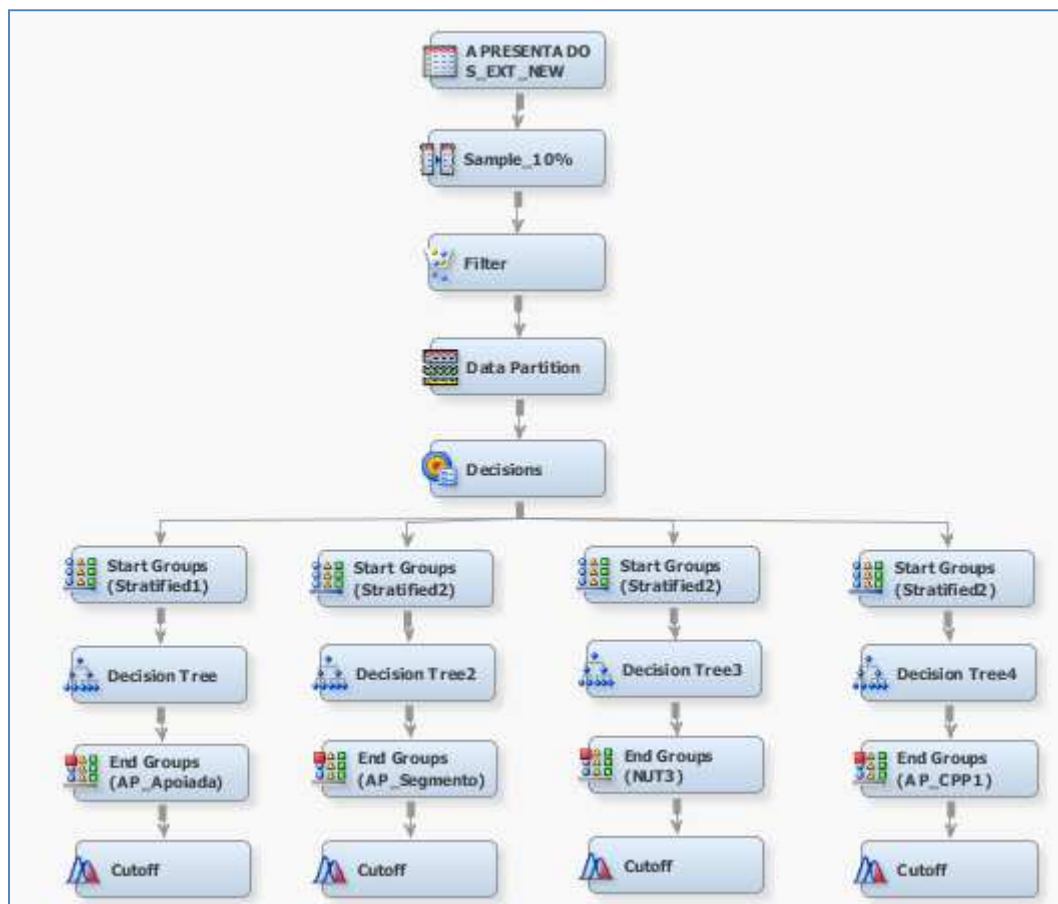 APRESENTADO
S_EXT_NEW
Sample_10%
Filter
Data Partition
Decisions
Start Groups
(Stratified1)
Start Groups
(Stratified2)
Start Groups
(Stratified2)
Start Groups
(Stratified2)
Decision Tree
Decision Tree2
Decision Tree3
Decision Tree4
End Groups
(AP_Apoiada)
End Groups
(AP_Segmento)
End Groups
(NUT3)
End Groups
(AP_CPP1)
Cutoff
Cutoff
Cutoff
Cutoff